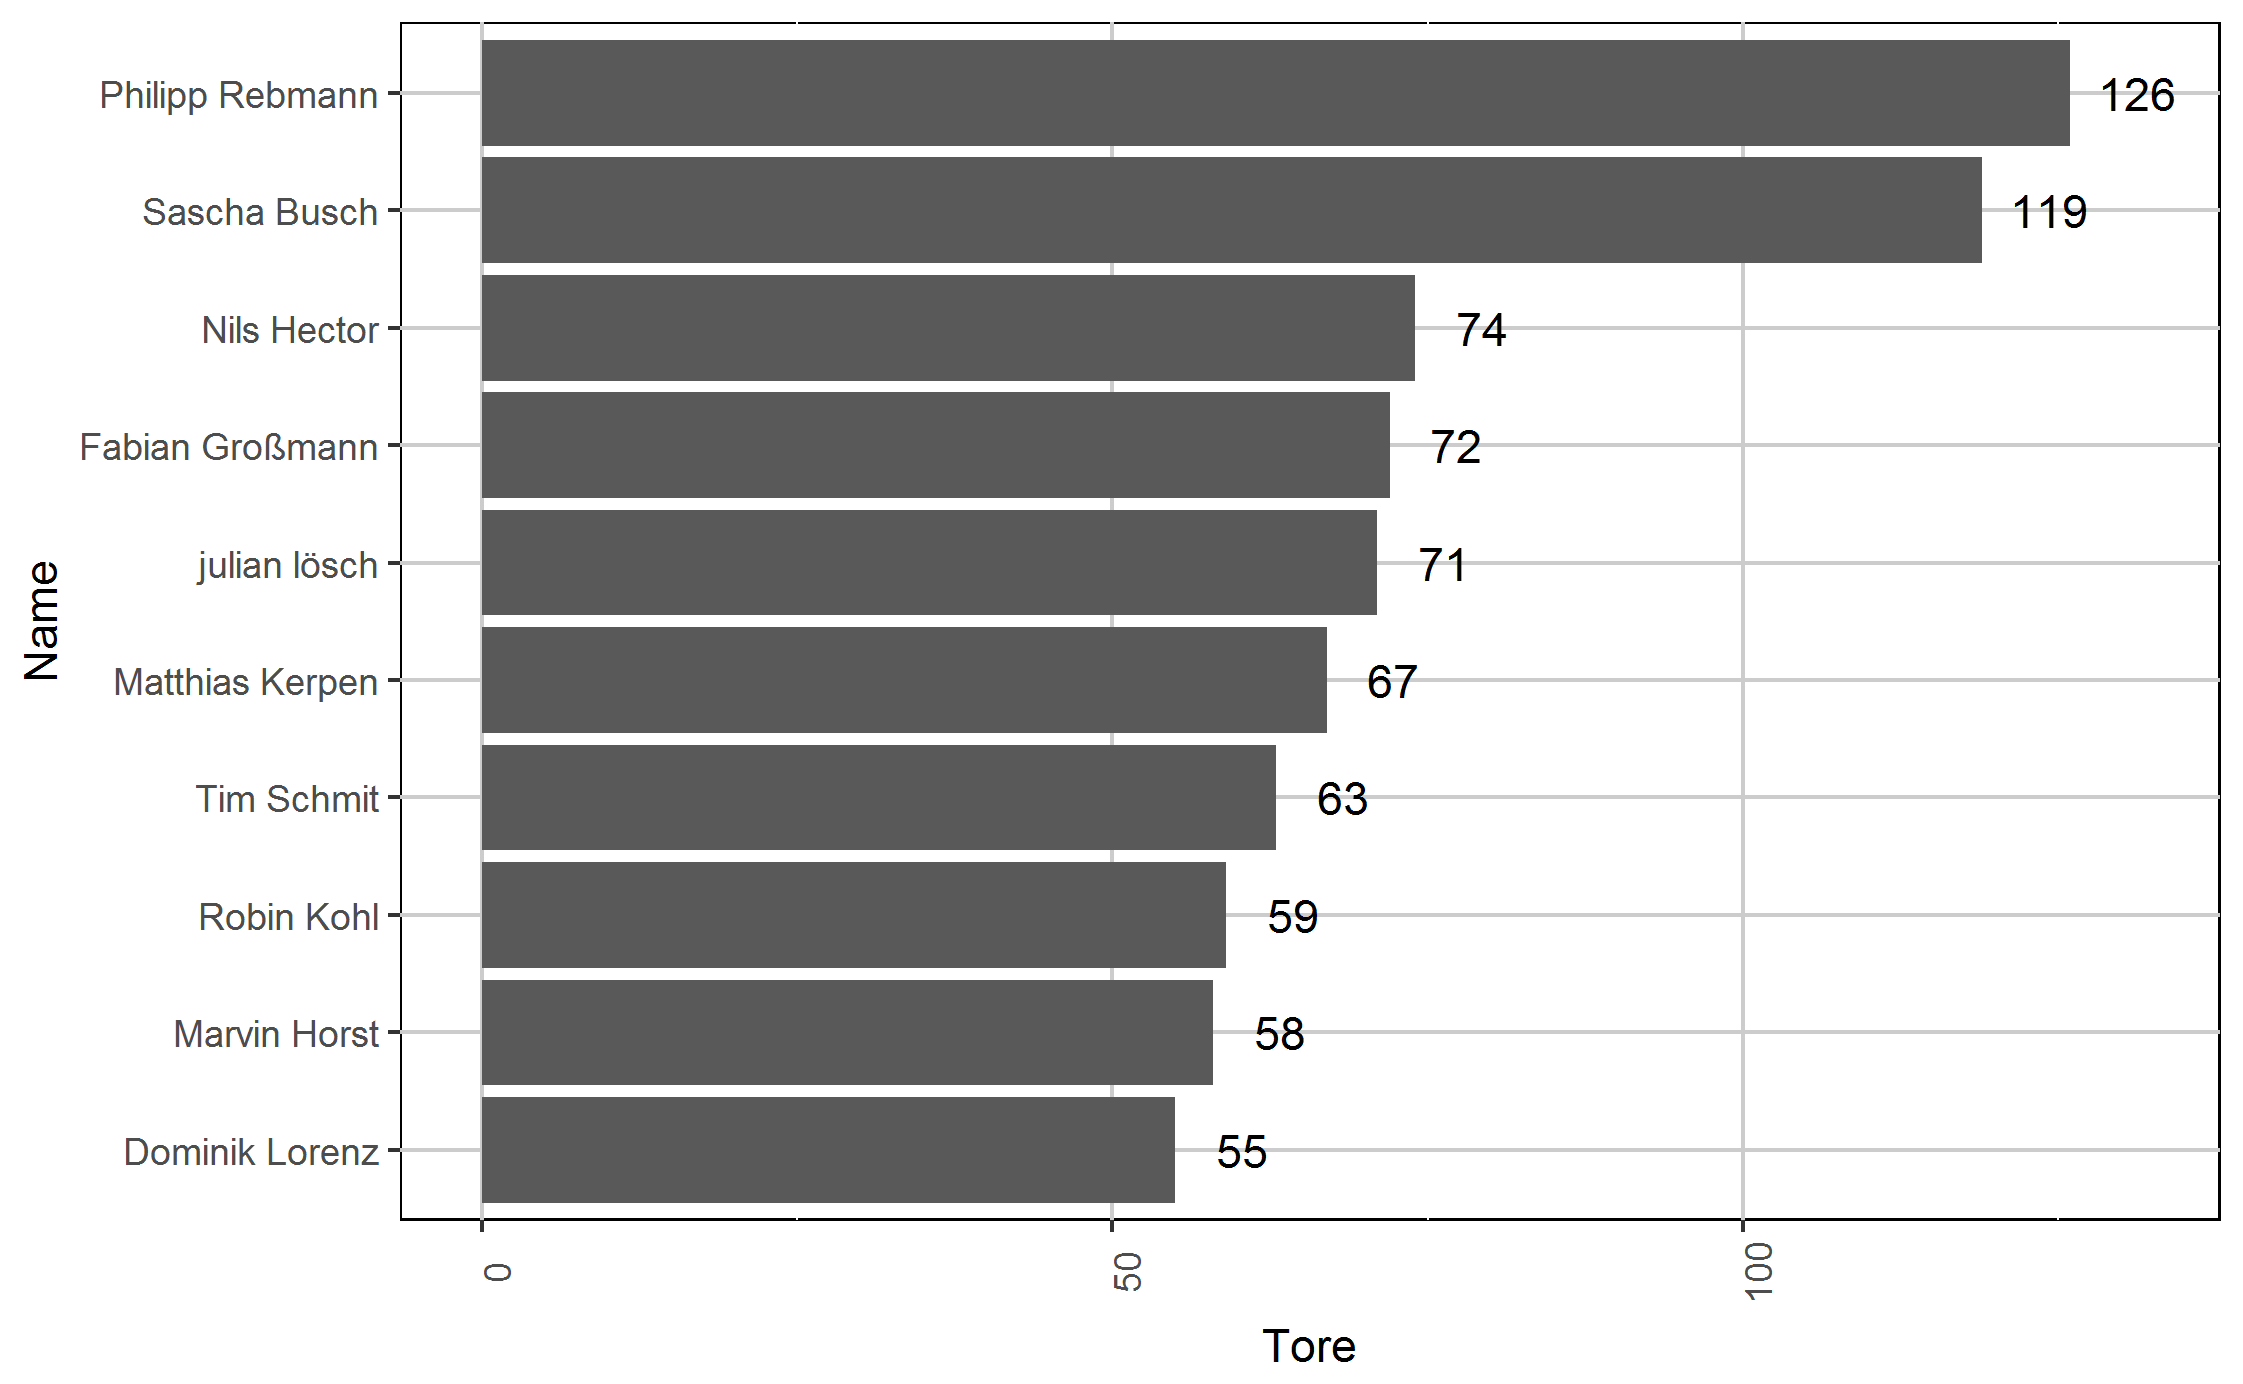 Philipp Rebmann 126
Sascha Busch 119
Nils Hector 74
Fabian Großmann 72
julian lösch 71
Matthias Kerpen 67
Tim Schmit 63
Robin Kohl 59
Marvin Horst 58
Dominik Lorenz 55
Name
0 50 100
Tore